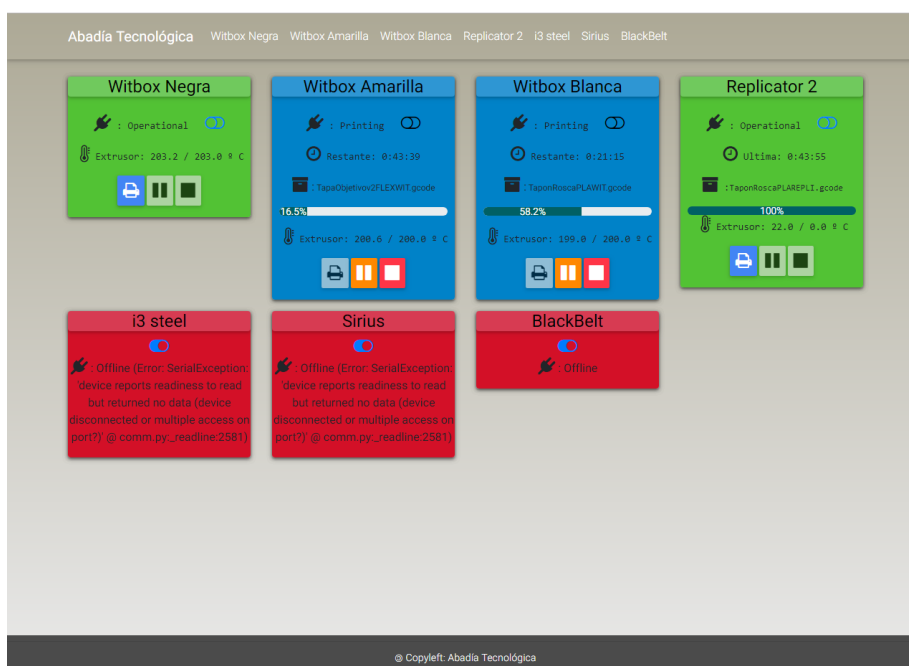 Abadía Tecnológica Witbox Negra Witbox Amarilla Witbox Blanca Replicator 2 i3 steel Sirius BlackBelt
Witbox Negra
: Operational
Extrusor: 203.2 / 203.0 º C
Witbox Amarilla
: Printing
Restante: 0:43:39
:TapaObjetivov2FLEXWIT.gcode
16.5%
Extrusor: 200.6 / 200.0 º C
Witbox Blanca
: Printing
Restante: 0:21:15
:TaponRoscaPLAWIT.gcode
58.2%
Extrusor: 199.0 / 200.0 º C
Replicator 2
: Operational
Ultima: 0:43:55
:TaponRoscaPLAREPLI.gcode
100%
Extrusor: 22.0 / 0.0 º C
i3 steel
: Offline (Error: SerialException:
'device reports readiness to read
but returned no data (device
disconnected or multiple access on
port?)' @ comm.py:_readline:2581)
Sirius
: Offline (Error: SerialException:
'device reports readiness to read
but returned no data (device
disconnected or multiple access on
port?)' @ comm.py:_readline:2581)
BlackBelt
: Offline
@ Copyleft: Abadía Tecnológica